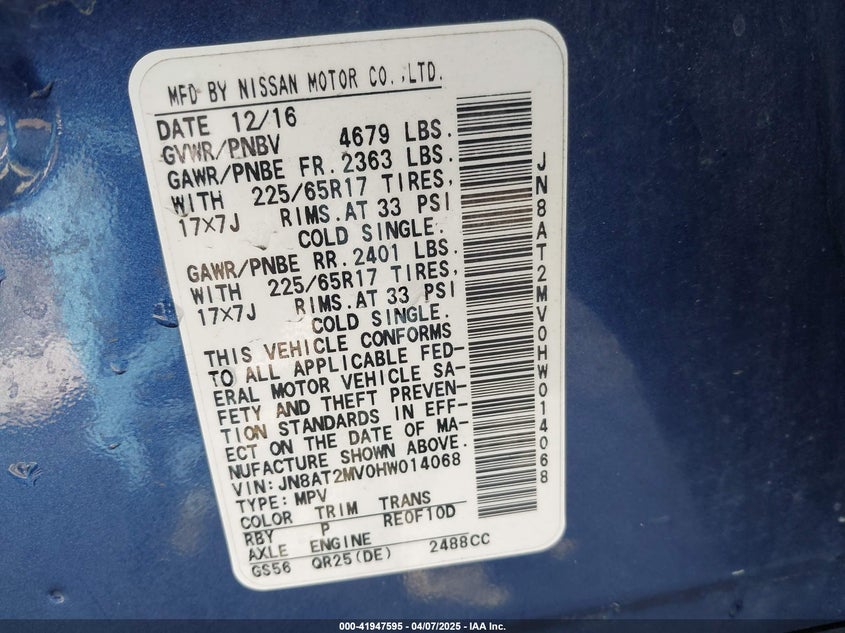 MFD BY NISSAN MOTOR CO.,LTD.
DATE 12/16
GVWR/PNBV 4679 LBS.
GAWR/PNBE FR.2363 LBS.
WITH 225/65R17 TIRES,
17X7J RIMS.AT 33 PSI
COLD SINGLE.
GAWR/PNBE RR.2401 LBS.
WITH 225/65R17 TIRES,
17X7J RIMS.AT 33 PSI
COLD SINGLE.
THIS VEHICLE CONFORMS
TO ALL APPLICABLE FED-
ERAL MOTOR VEHICLE SA-
FETY AND THEFT PREVEN-
TION STANDARDS IN EFF-
ECT ON THE DATE OF MA-
NUFACTURE SHOWN ABOVE.
VIN:JN8AT2MV0HW014068
TYPE:MPV
COLOR TRIM TRANS
RBY P RE0F10D
AXLE ENGINE
GS56 QR25(DE) 2488CC
JN8AT2MV0HW014068
000-41947595 - 04/07/2025 - IAA Inc.